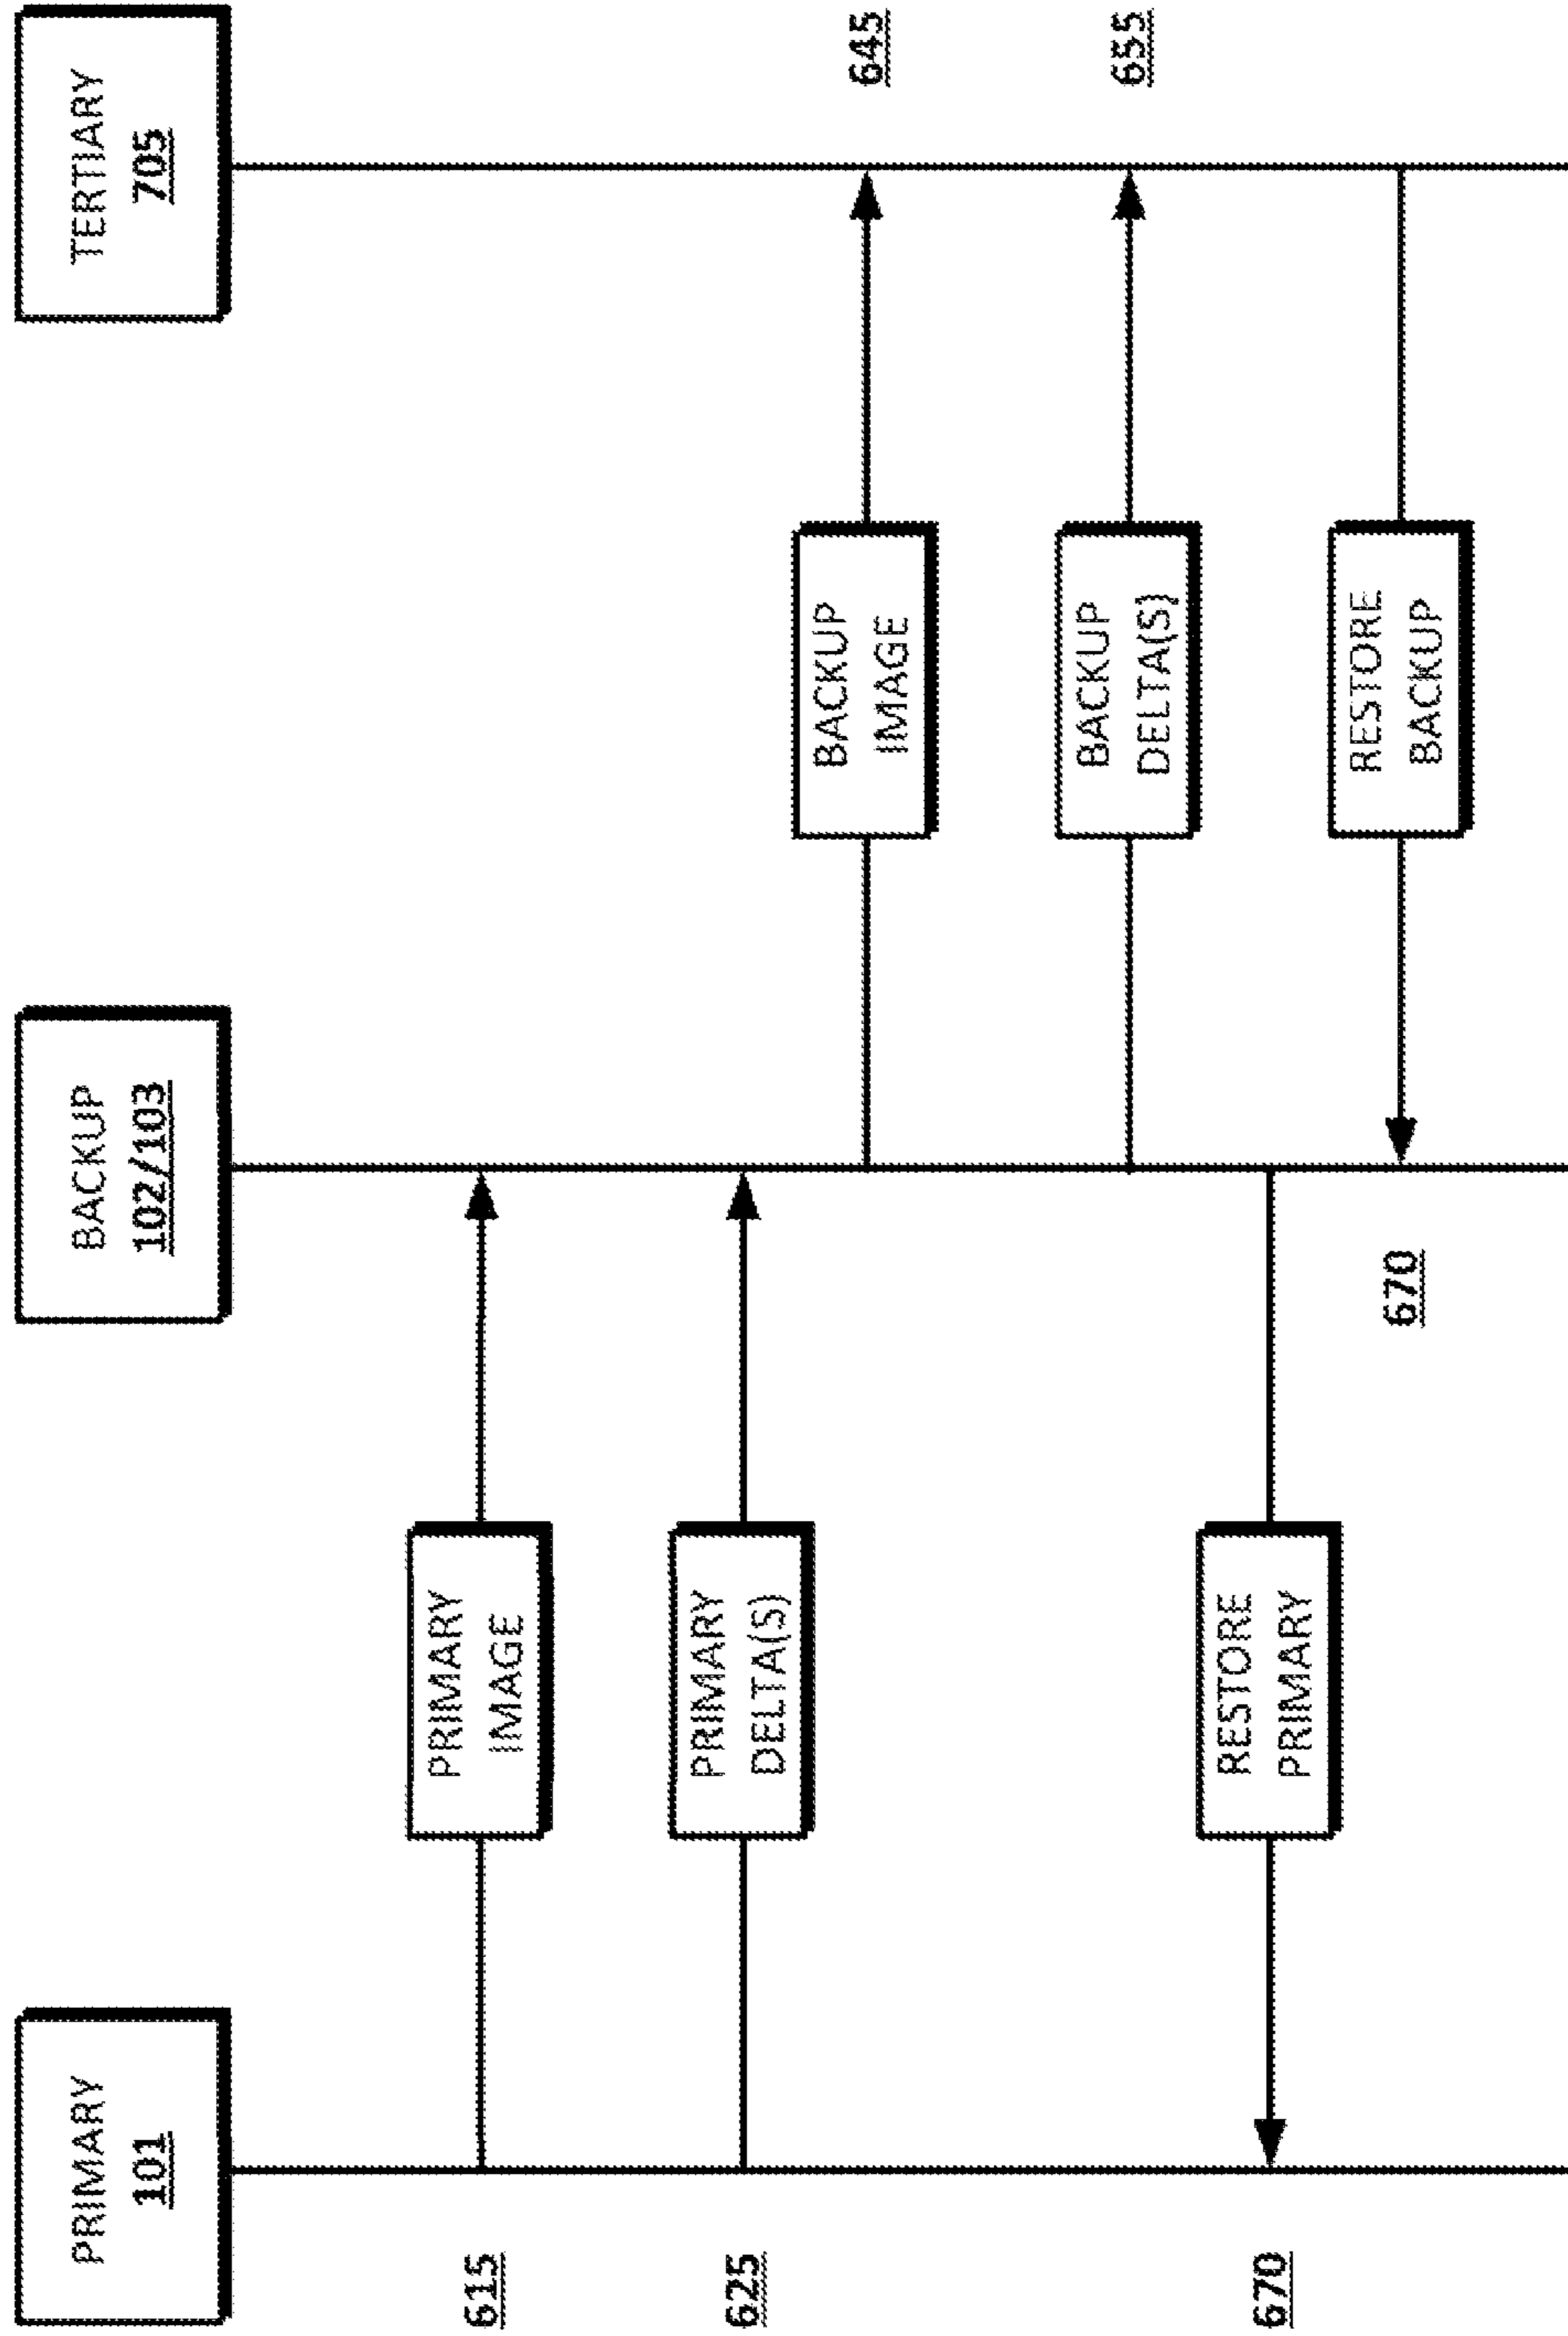 PRIMARY
101
BACKUP
102/103
TERTIARY
705
615
PRIMARY
IMAGE
625
PRIMARY
DELTA(S)
BACKUP
IMAGE
645
BACKUP
DELTA(S)
655
670
RESTORE
PRIMARY
670
RESTORE
BACKUP